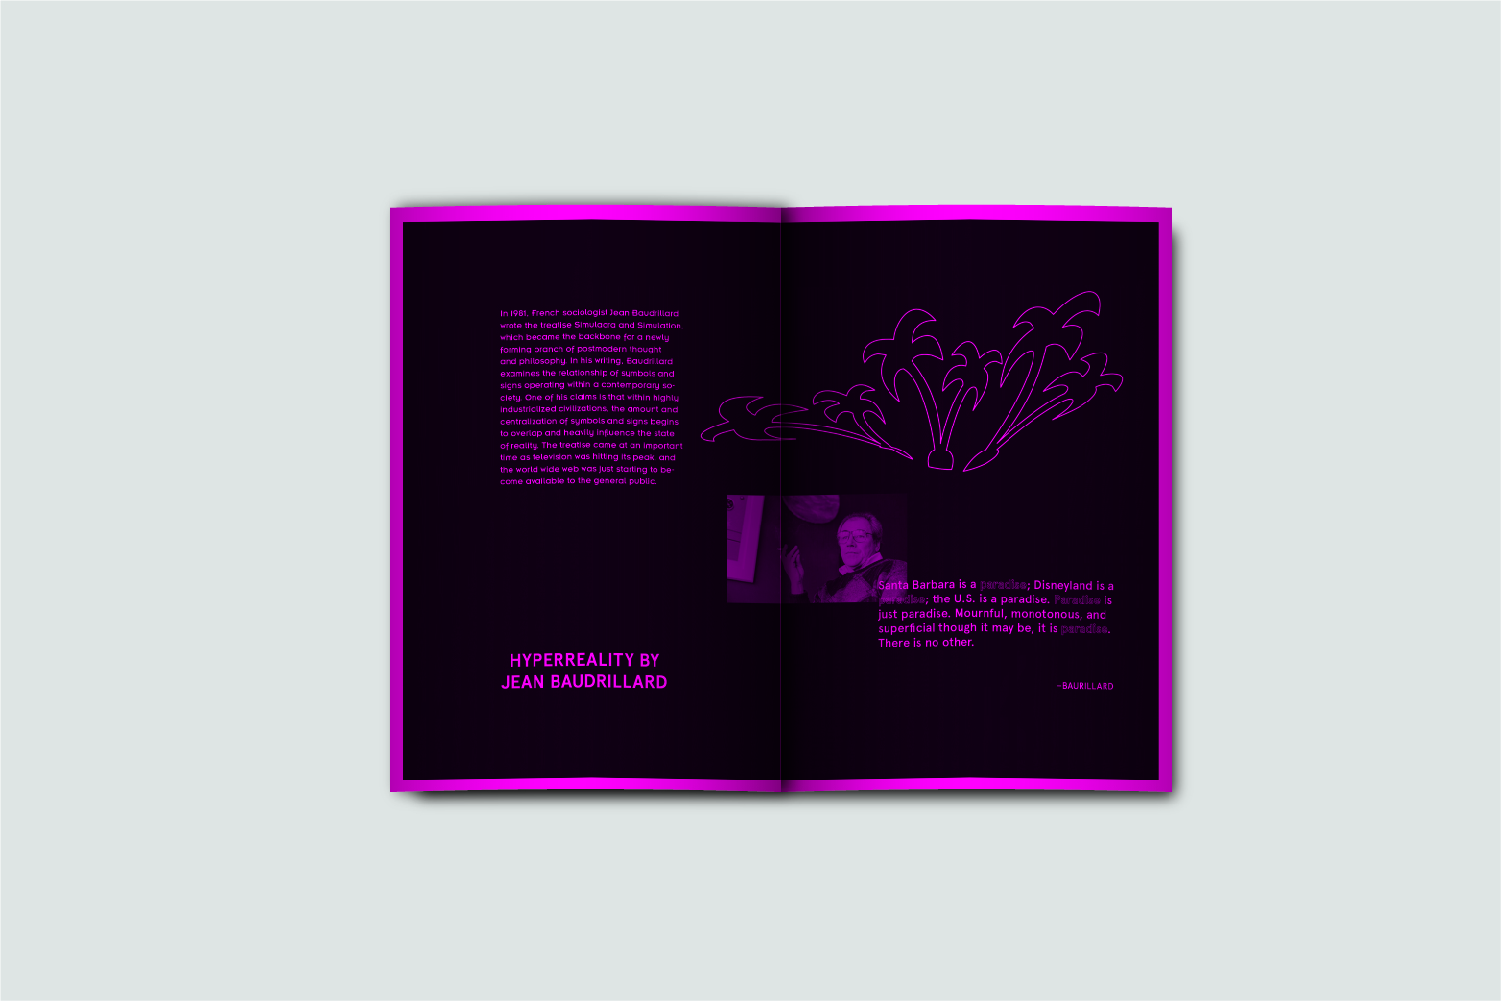 In 1981, French sociologist Jean Baudrillard
wrote the treatise Simulacra and Simulation
which became the backbone for a newly
forming branch of postmodern thought
and philosophy. In his writing, Baudrillard
examines the relationship of symbols and
signs operating within a contemporary so-
ciety. One of his claims is that within highly
industrialized civilizations, the amount and
centralization of symbols and signs begins
to overlap and heavily influence the state
of reality. The treatise came at an important
time as television was hitting its peak, and
the world wide web was just starting to be-
come available to the general public.
HYPERREALITY BY
JEAN BAUDRILLARD
Santa Barbara is a paradise; Disneyland is a
paradise; the U.S. is a paradise. Paradise is
just paradise. Mournful, monotonous, and
superficial though it may be, it is paradise.
There is no other.
-BAURILLARD